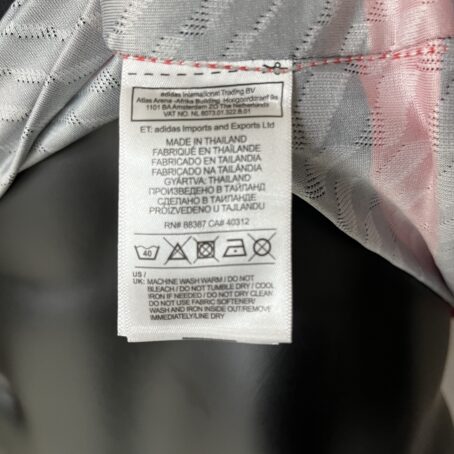 adidas International Trading BV
Atlas Arena -Afrika Building, Hoogoorddreef 9a
1101 BA Amsterdam ZO The Netherlands
VAT NO: NL 8073.01.322.B.01
ET: adidas Imports and Exports Ltd
MADE IN THAILAND
FABRIQUÉ EN THAÏLANDE
FABRICADO EN TAILANDIA
FABRICADO NA TAILÂNDIA
GYÁRTVA: THAILAND
ПРОИЗВЕДЕНО В ТАИЛАНД
СДЕЛАНО В ТАИЛАНДЕ
PROIZVEDENO U TAJLANDU
RN# 88387 CA# 40312
40
US /
UK: MACHINE WASH WARM / DO NOT
BLEACH / DO NOT TUMBLE DRY / COOL
IRON IF NEEDED / DO NOT DRY CLEAN
DO NOT USE FABRIC SOFTENER/
WASH AND IRON INSIDE OUT/REMOVE
IMMEDIATELY/LINE DRY